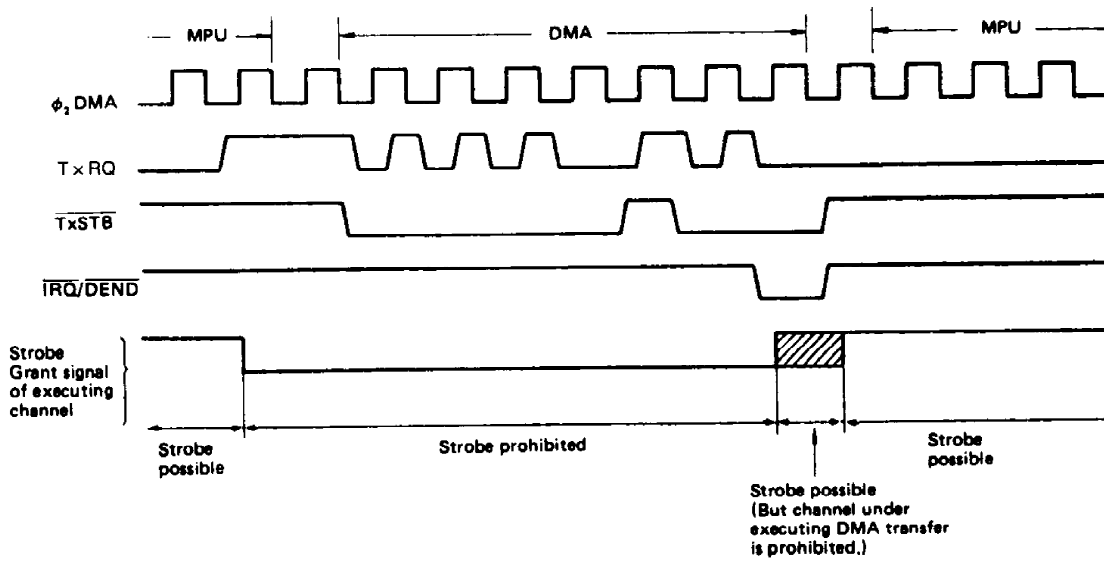 MPU
DMA
MPU
ϕ₂ DMA
T×RQ
TxSTB
IRQ/DEND
Strobe
Grant signal
of executing
channel
Strobe
possible
Strobe prohibited
Strobe
possible
Strobe possible
(But channel under
executing DMA transfer
is prohibited.)